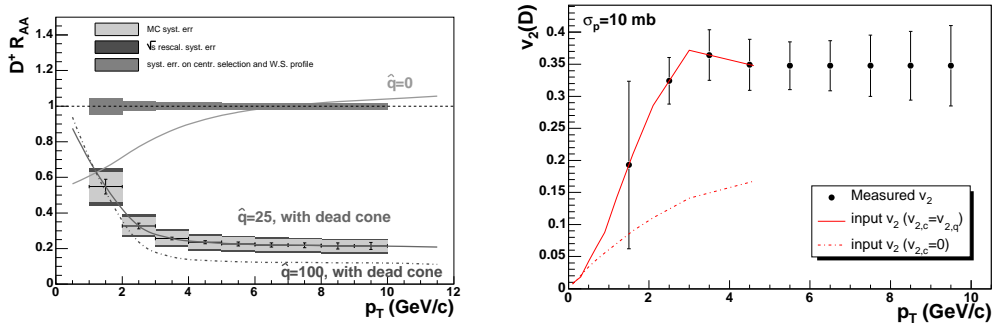 D⁺ R_AA
1.4
1.2
1
0.8
0.6
0.4
0.2
0
MC syst. err
√s rescal. syst. err
syst. err on centr. selection and W.S. profile
q̂=0
q̂=25, with dead cone
q̂=100, with dead cone
0 2 4 6 8 10 12
p_T (GeV/c)
v₂(D)
0.4
0.35
0.3
0.25
0.2
0.15
0.1
0.05
0
σ_p=10 mb
Measured v₂
input v₂ (v_2,c=v_2,q)
input v₂ (v_2,c=0)
0 2 4 6 8 10
p_T (GeV/c)